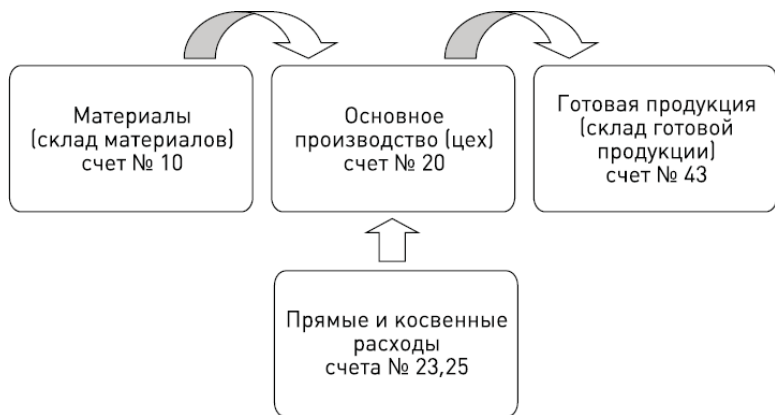 Материалы
(склад материалов)
счет № 10
Основное
производство (цех)
счет № 20
Готовая продукция
(склад готовой
продукции)
счет № 43
Прямые и косвенные
расходы
счета № 23,25